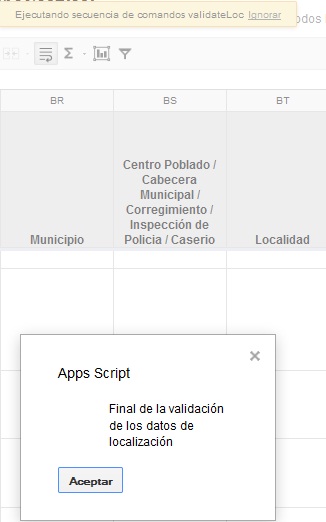 Ejecutando secuencia de comandos validateLoc Ignorar
odos
BR BS BT
Municipio
Centro Poblado /
Cabecera
Municipal /
Corregimiento /
Inspección de
Policia / Caserio
Localidad
Apps Script
Final de la validación
de los datos de
localización
Aceptar